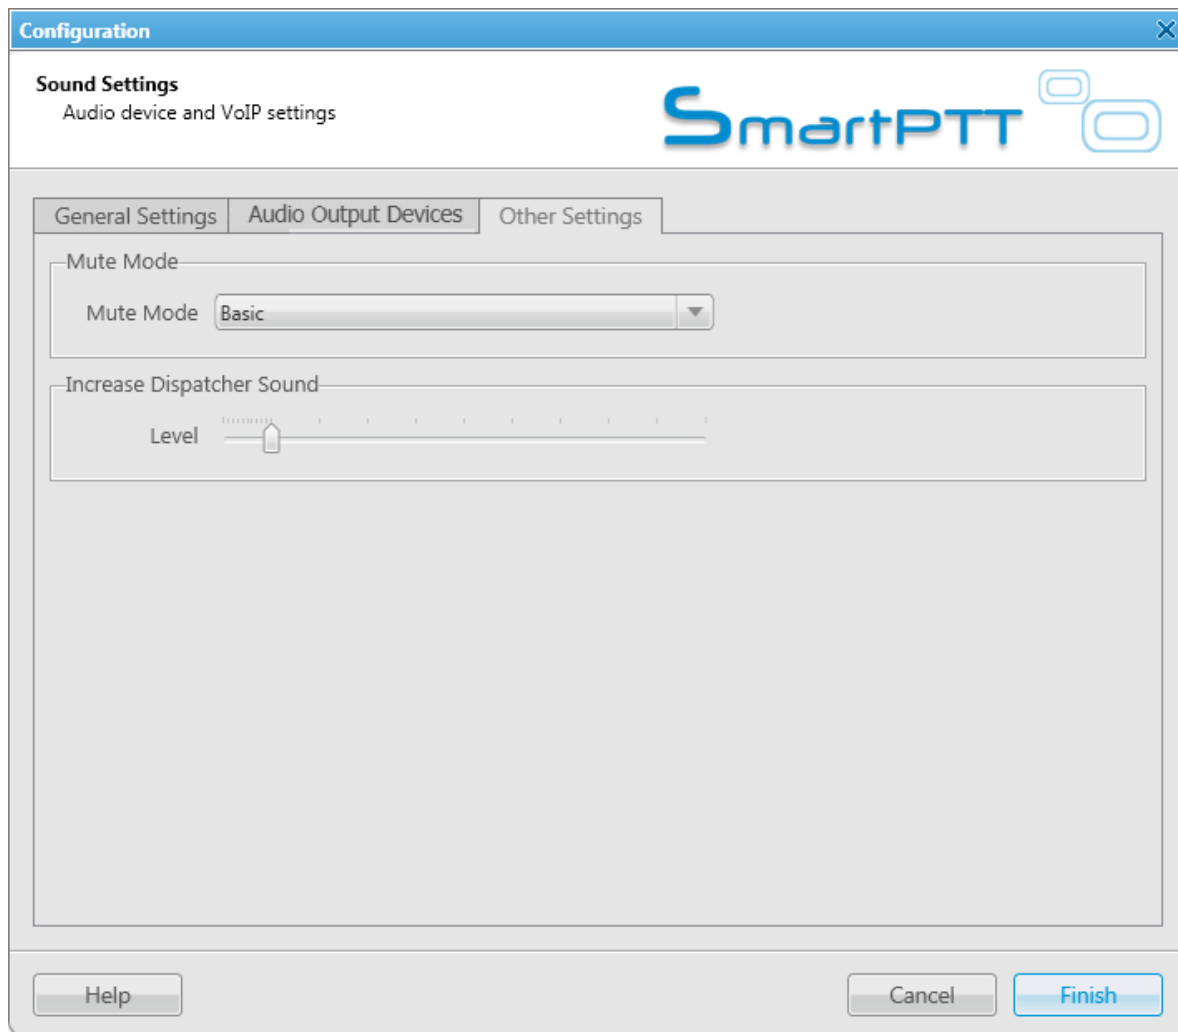 Configuration
Sound Settings
Audio device and VoIP settings
SmartPTT
General Settings
Audio Output Devices
Other Settings
Mute Mode
Mute Mode
Basic
Increase Dispatcher Sound
Level
Help
Cancel
Finish